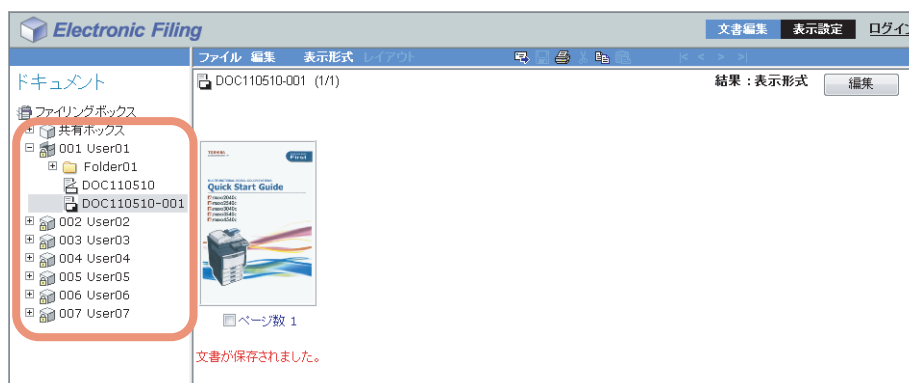 Electronic Filing
文書編集 表示設定 ログイン
ファイル 編集 表示形式 レイアウト |< < > >|
ドキュメント
DOC110510-001 (1/1) 結果：表示形式 編集
ファイリングボックス
共有ボックス
001 User01
Folder01
DOC110510
DOC110510-001
002 User02
003 User03
004 User04
005 User05
006 User06
007 User07
TOSHIBA
First
Quick Start Guide
ページ数 1
文書が保存されました。